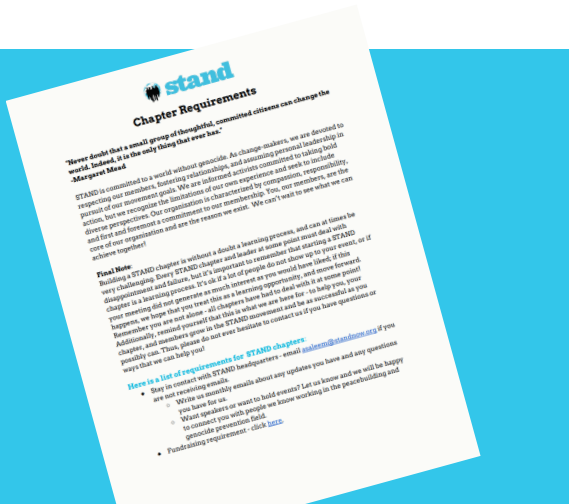 stand
Chapter Requirements
"Never doubt that a small group of thoughtful, committed citizens can change the
world. Indeed, it is the only thing that ever has."
-Margaret Mead
STAND is committed to a world without genocide. As change-makers, we are devoted to
respecting our members, fostering relationships, and assuming personal leadership in
pursuit of our movement goals. We are informed activists committed to taking bold
action, but we recognize the limitations of our own experience and seek to include
diverse perspectives. Our organization is characterized by compassion, responsibility,
and first and foremost a commitment to our membership. You, our members, are the
core of our organization and are the reason we exist. We can't wait to see what we can
achieve together!
Final Note:
Building a STAND chapter is without a doubt a learning process, and can at times be
very challenging. Every STAND chapter and leader at some point must deal with
disappointment and failure, but it's important to remember that starting a STAND
chapter is a learning process. It's ok if a lot of people do not show up to your event, or if
your meeting did not generate as much interest as you would have liked; if this
happens, we hope that you treat this as a learning opportunity, and move forward.
Remember you are not alone - all chapters have had to deal with it at some point!
Additionally, remind yourself that this is what we are here for - to help you, your
chapter, and members grow in the STAND movement and be as successful as you
possibly can. Thus, please do not ever hesitate to contact us if you have questions or
ways that we can help you!
Here is a list of requirements for STAND chapters:
• Stay in contact with STAND headquarters - email asaleem@standnow.org if you
are not receiving emails.
○ Write us monthly emails about any updates you have and any questions
you have for us.
○ Want speakers or want to hold events? Let us know and we will be happy
to connect you with people we know working in the peacebuilding and
genocide prevention field.
• Fundraising requirement - click here.